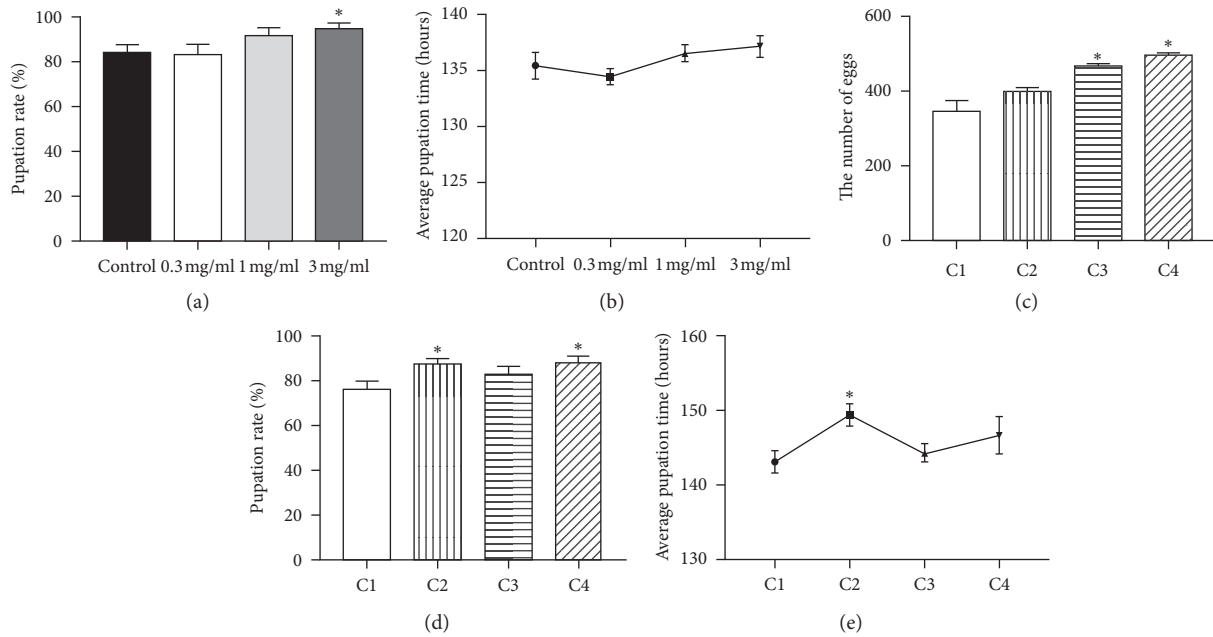 Pupation rate (%)
100
80
60
40
20
0
*
Control 0.3 mg/ml 1 mg/ml 3 mg/ml
(a)
Average pupation time (hours)
140
135
130
125
120
Control 0.3 mg/ml 1 mg/ml 3 mg/ml
(b)
The number of eggs
600
400
200
0
* *
C1 C2 C3 C4
(c)
Pupation rate (%)
100
80
60
40
20
0
* *
C1 C2 C3 C4
(d)
Average pupation time (hours)
160
150
140
130
*
C1 C2 C3 C4
(e)